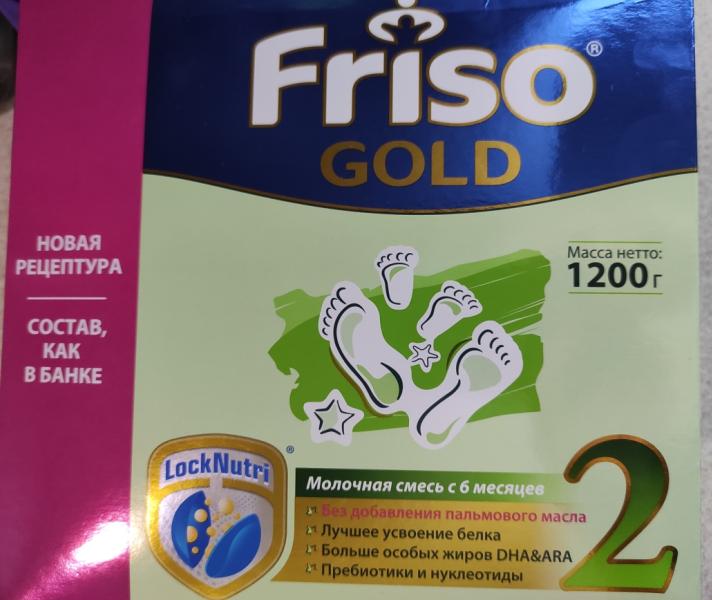 Friso®
GOLD
НОВАЯ
РЕЦЕПТУРА
СОСТАВ,
КАК
В БАНКЕ
Масса нетто:
1200 г
LockNutri®
Молочная смесь с 6 месяцев
Без добавления пальмового масла
Лучшее усвоение белка
Больше особых жиров DHA&ARA
Пребиотики и нуклеотиды
2